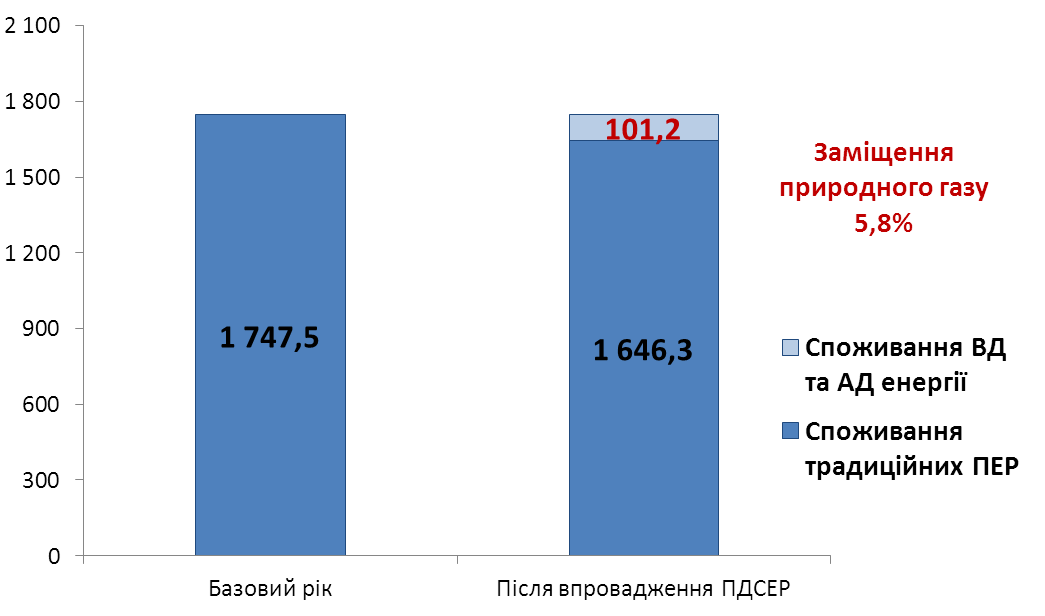 2 100
1 800
1 500
1 200
900
600
300
0
1 747,5
101,2
1 646,3
Базовий рік
Після впровадження ПДСЕР
Заміщення
природного газу
5,8%
Споживання ВД
та АД енергії
Споживання
традиційних ПЕР